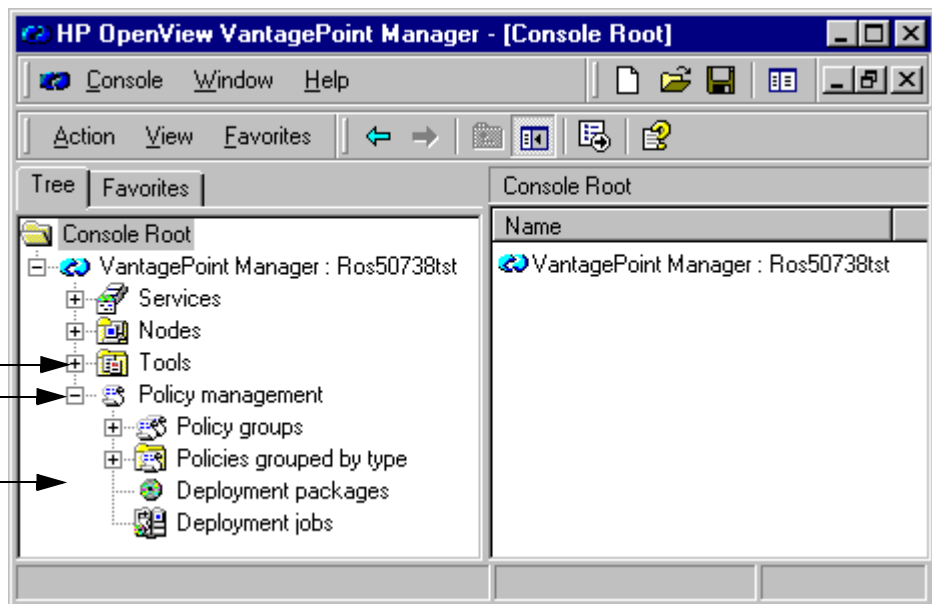 HP OpenView VantagePoint Manager - [Console Root]
Console Window Help
Action View Favorites
Tree Favorites
Console Root
VantagePoint Manager : Ros50738tst
Services
Nodes
Tools
Policy management
Policy groups
Policies grouped by type
Deployment packages
Deployment jobs
Console Root
Name
VantagePoint Manager : Ros50738tst